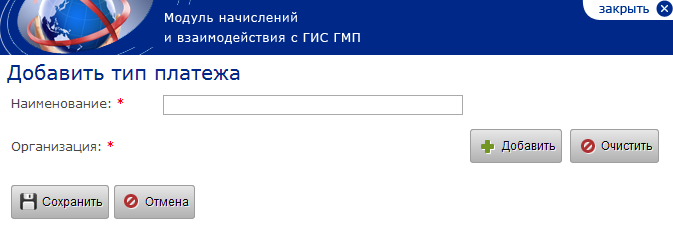 Модуль начислений
и взаимодействия с ГИС ГМП
закрыть
Добавить тип платежа
Наименование: *
Организация: *
Добавить
Очистить
Сохранить
Отмена